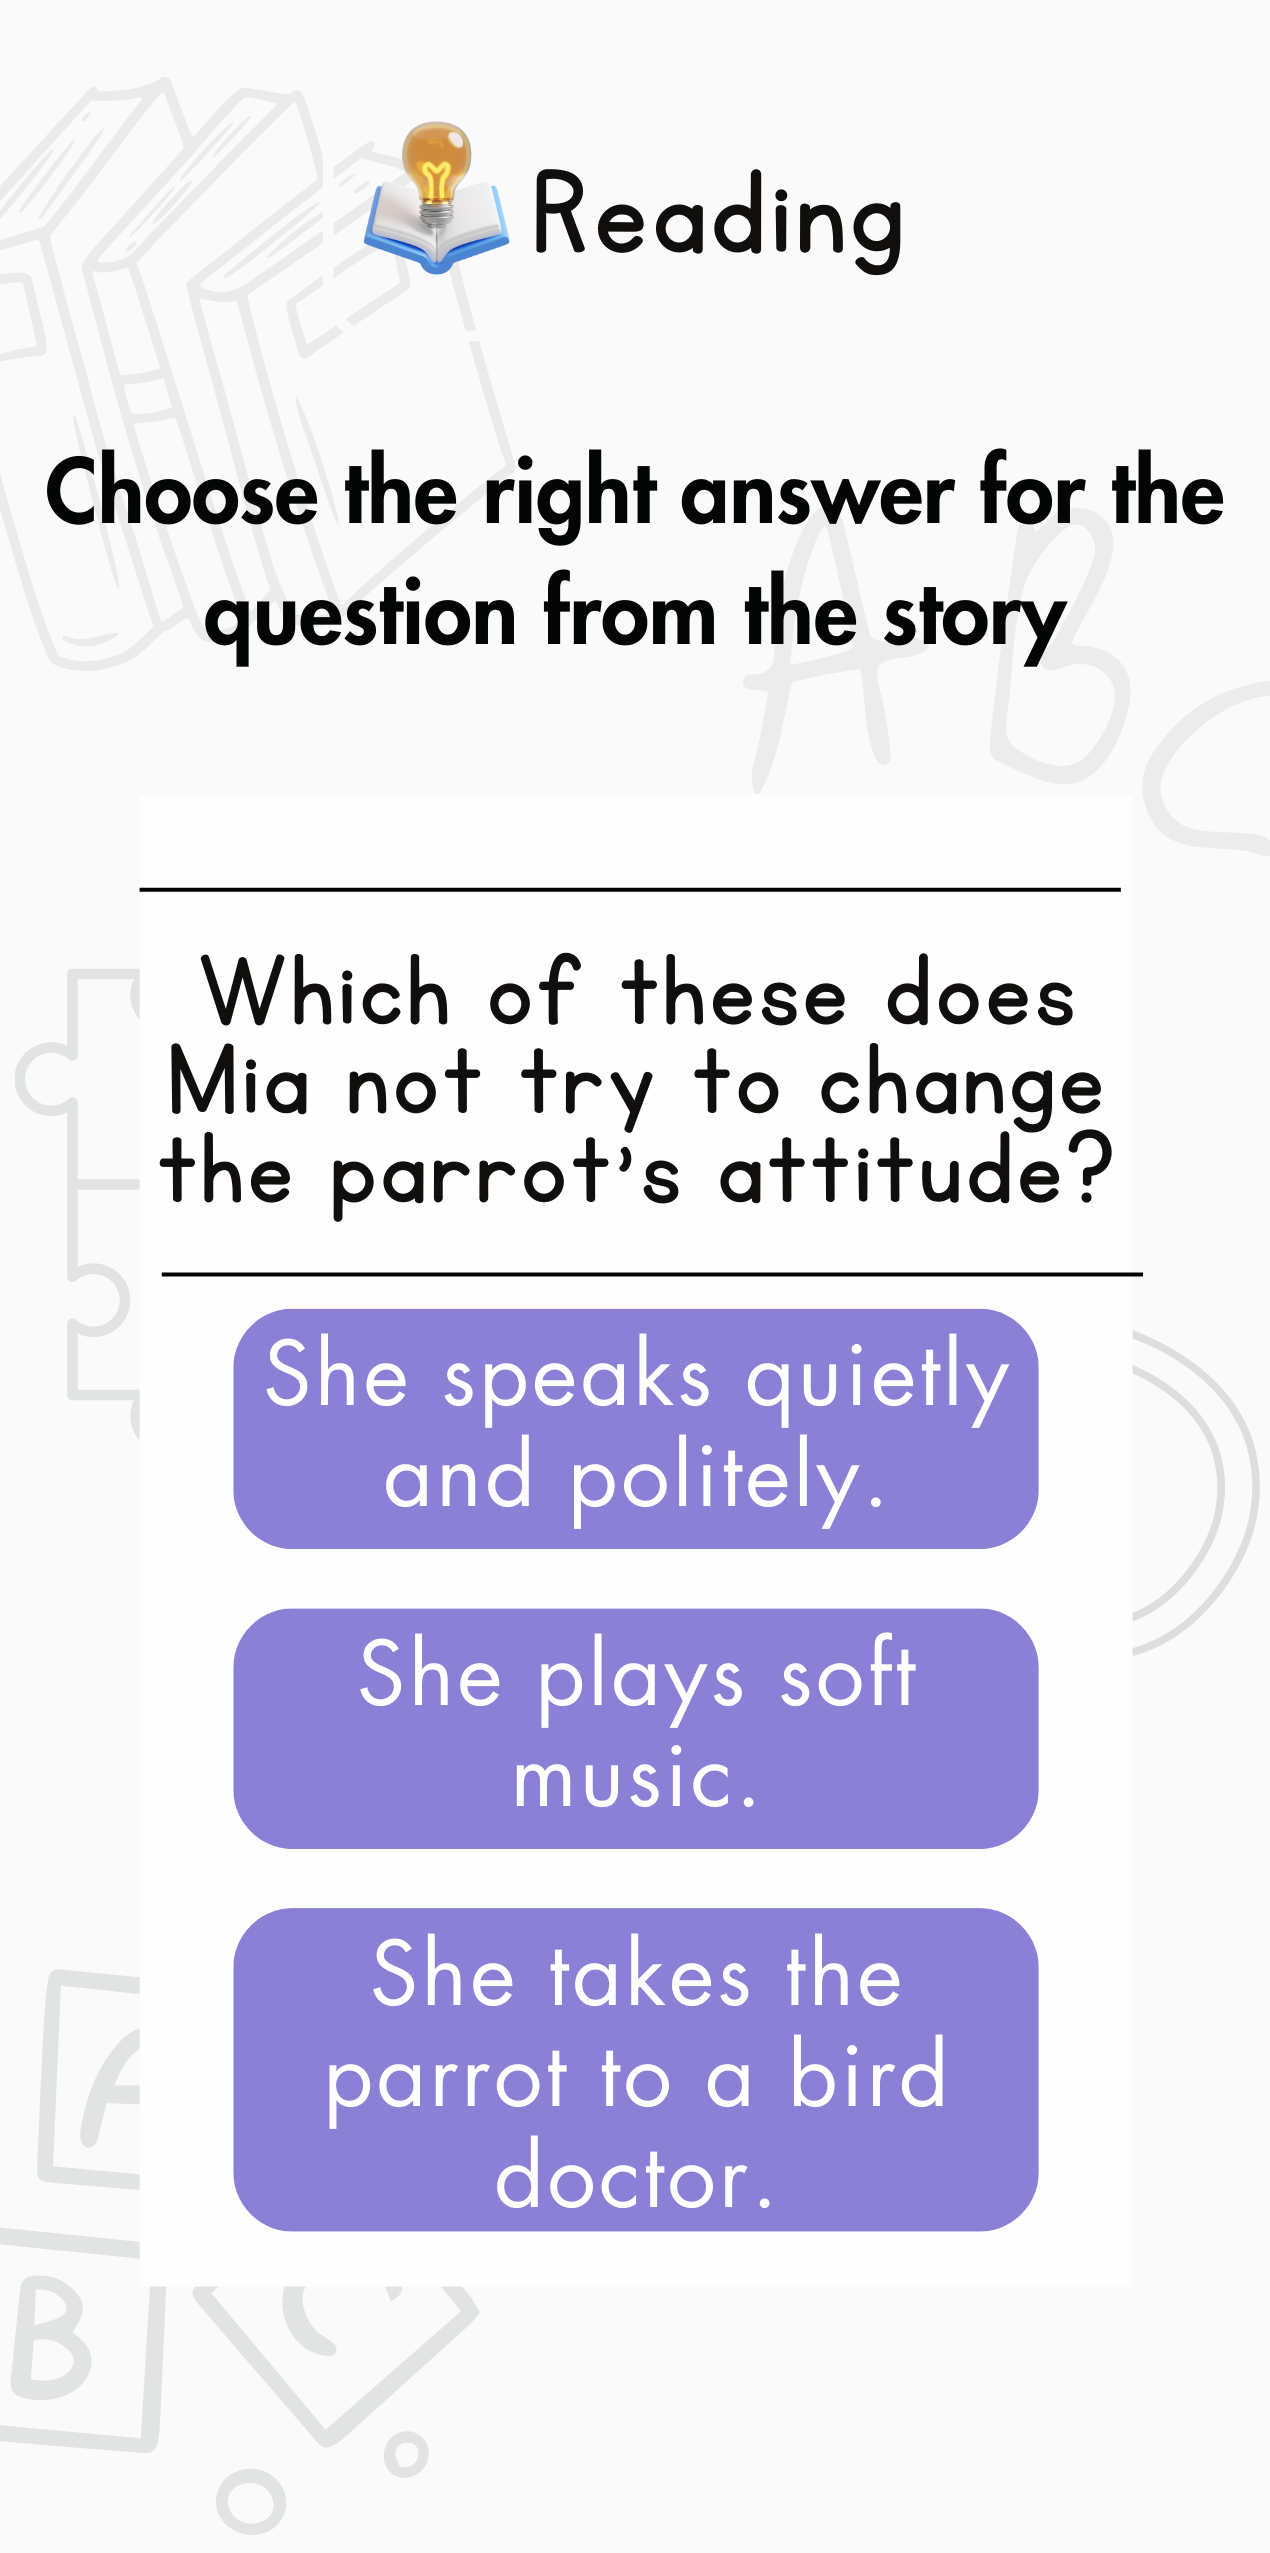 Reading
Choose the right answer for the
question from the story
A B C
Which of these does
Mia not try to change
the parrot's attitude?
She speaks quietly
and politely.
She plays soft
music.
She takes the
parrot to a bird
doctor.
A
B C